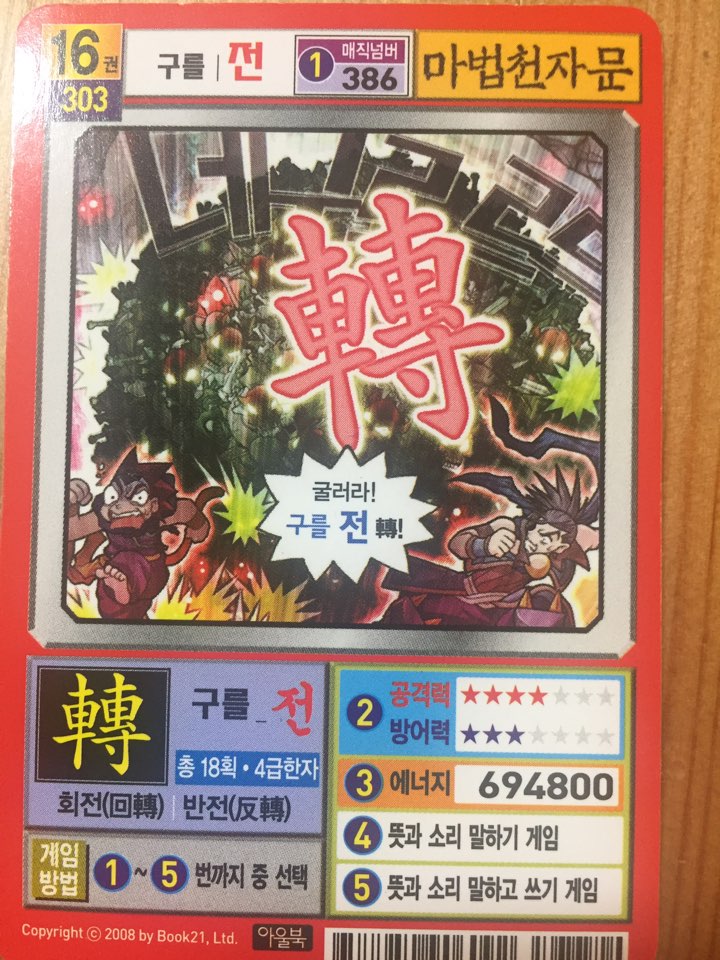 16권
303
구를 | 전
1 매직넘버
386
마법천자문
轉
굴러라!
구를 전 轉!
轉
구를_전
총 18획·4급한자
회전(回轉) | 반전(反轉)
게임
방법
1~5 번까지 중 선택
2 공격력 ★★★★★★★
방어력 ★★★★★★★
3 에너지 694800
4 뜻과 소리 말하기 게임
5 뜻과 소리 말하고 쓰기 게임
Copyright ⓒ 2008 by Book21, Ltd. 아울북